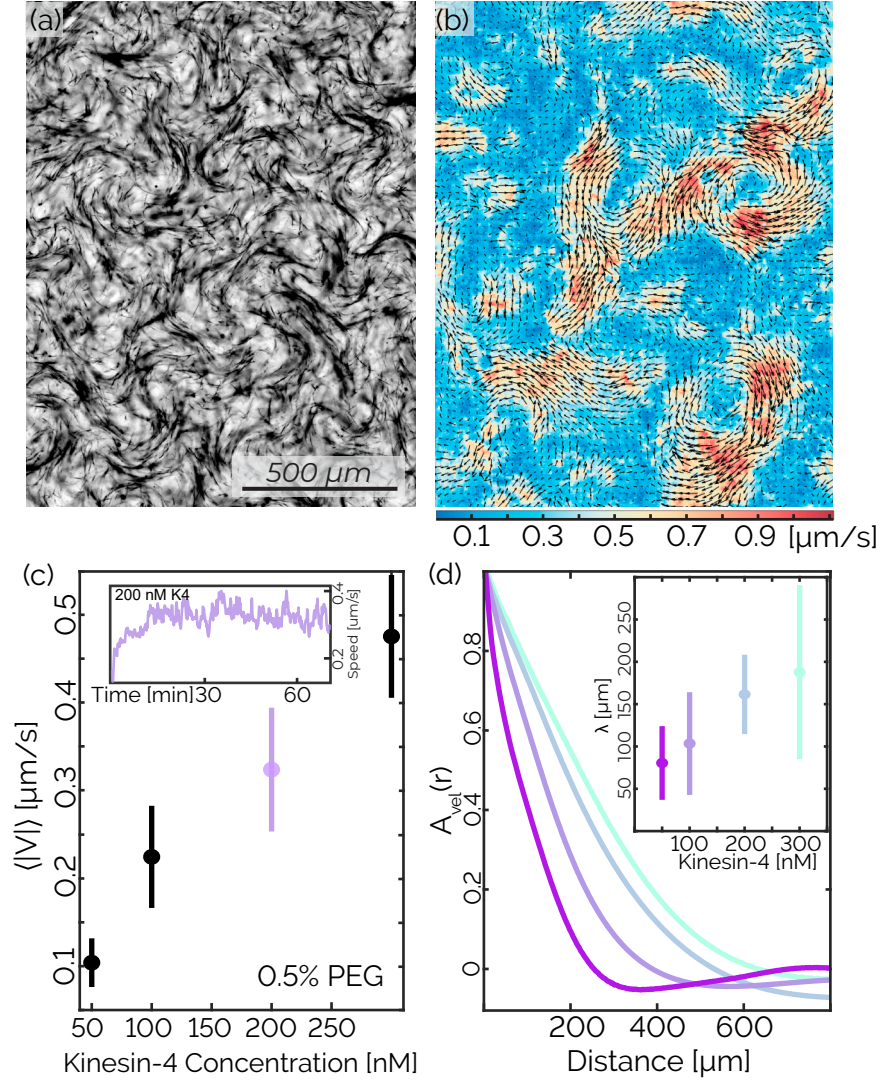 (a)
500 µm
(b)
0.1 0.3 0.5 0.7 0.9 [µm/s]
(c)
⟨|V|⟩ [µm/s]
0.5
0.4
0.3
0.2
0.1
200 nM K4
0.4
0.2
Speed [um/s]
Time [min] 30 60
0.5% PEG
50 100 150 200 250
Kinesin-4 Concentration [nM]
(d)
A_vel(r)
0.8
0.6
0.4
0.2
0
λ [µm]
250
200
150
100
50
100 200 300
Kinesin-4 [nM]
200 400 600
Distance [µm]